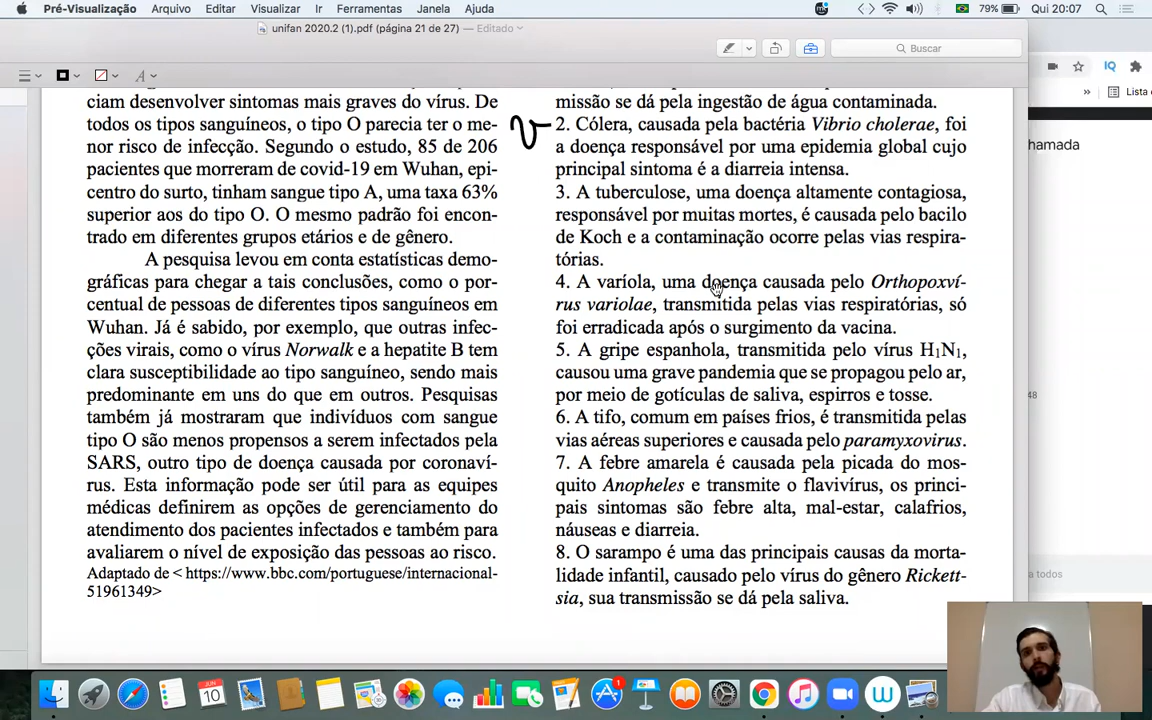 Pré-Visualização Arquivo Editar Visualizar Ir Ferramentas Janela Ajuda 79% Qui 20:07
unifan 2020.2 (1).pdf (página 21 de 27) — Editado
Buscar
A
IQ
Lista
hamada
ciam desenvolver sintomas mais graves do vírus. De
todos os tipos sanguíneos, o tipo O parecia ter o me-
nor risco de infecção. Segundo o estudo, 85 de 206
pacientes que morreram de covid-19 em Wuhan, epi-
centro do surto, tinham sangue tipo A, uma taxa 63%
superior aos do tipo O. O mesmo padrão foi encon-
trado em diferentes grupos etários e de gênero.
A pesquisa levou em conta estatísticas demo-
gráficas para chegar a tais conclusões, como o por-
centual de pessoas de diferentes tipos sanguíneos em
Wuhan. Já é sabido, por exemplo, que outras infec-
ções virais, como o vírus Norwalk e a hepatite B tem
clara susceptibilidade ao tipo sanguíneo, sendo mais
predominante em uns do que em outros. Pesquisas
também já mostraram que indivíduos com sangue
tipo O são menos propensos a serem infectados pela
SARS, outro tipo de doença causada por coronaví-
rus. Esta informação pode ser útil para as equipes
médicas definirem as opções de gerenciamento do
atendimento dos pacientes infectados e também para
avaliarem o nível de exposição das pessoas ao risco.
Adaptado de < https://www.bbc.com/portuguese/internacional-
51961349>
missão se dá pela ingestão de água contaminada.
V 2. Cólera, causada pela bactéria Vibrio cholerae, foi
a doença responsável por uma epidemia global cujo
principal sintoma é a diarreia intensa.
3. A tuberculose, uma doença altamente contagiosa,
responsável por muitas mortes, é causada pelo bacilo
de Koch e a contaminação ocorre pelas vias respira-
tórias.
4. A varíola, uma doença causada pelo Orthopoxví-
rus variolae, transmitida pelas vias respiratórias, só
foi erradicada após o surgimento da vacina.
5. A gripe espanhola, transmitida pelo vírus H1N1,
causou uma grave pandemia que se propagou pelo ar,
por meio de gotículas de saliva, espirros e tosse.
6. A tifo, comum em países frios, é transmitida pelas
vias aéreas superiores e causada pelo paramyxovirus.
7. A febre amarela é causada pela picada do mos-
quito Anopheles e transmite o flavivírus, os princi-
pais sintomas são febre alta, mal-estar, calafrios,
náuseas e diarreia.
8. O sarampo é uma das principais causas da morta-
lidade infantil, causado pelo vírus do gênero Rickett-
sia, sua transmissão se dá pela saliva.
48
a todos
JUN
10
1